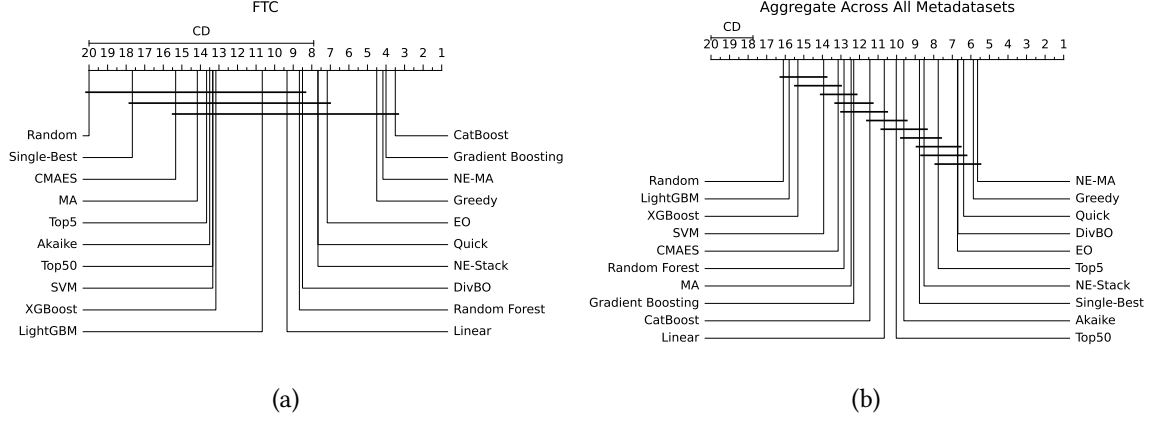 FTC
CD
20 19 18 17 16 15 14 13 12 11 10 9 8 7 6 5 4 3 2 1
Random
Single-Best
CMAES
MA
Top5
Akaike
Top50
SVM
XGBoost
LightGBM
CatBoost
Gradient Boosting
NE-MA
Greedy
EO
Quick
NE-Stack
DivBO
Random Forest
Linear
(a)
Aggregate Across All Metadatasets
CD
20 19 18 17 16 15 14 13 12 11 10 9 8 7 6 5 4 3 2 1
Random
LightGBM
XGBoost
SVM
CMAES
Random Forest
MA
Gradient Boosting
CatBoost
Linear
NE-MA
Greedy
Quick
DivBO
EO
Top5
NE-Stack
Single-Best
Akaike
Top50
(b)